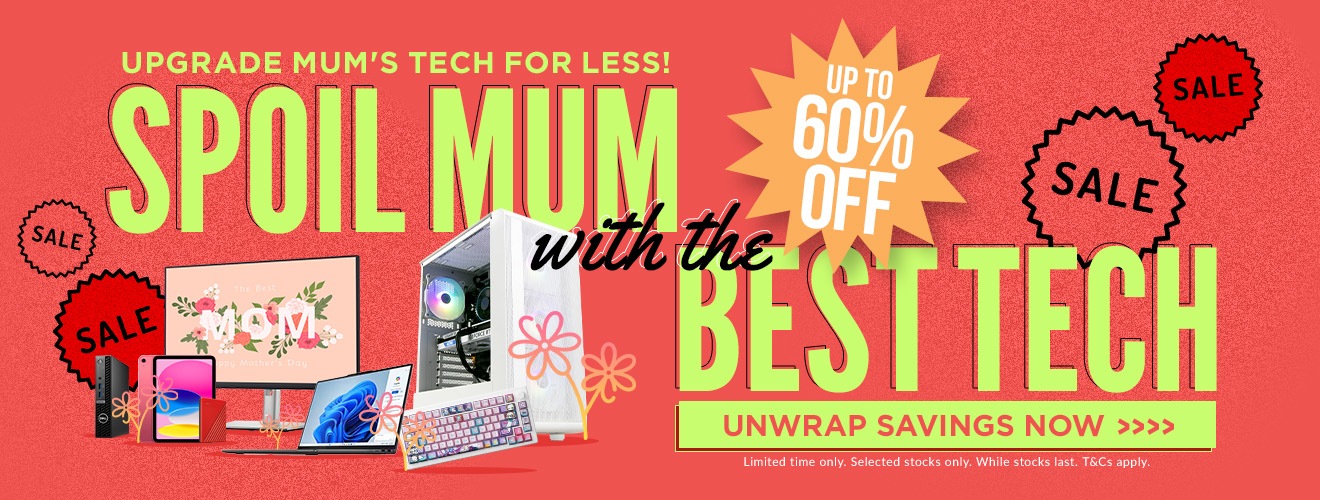 UPGRADE MUM'S TECH FOR LESS!
SPOIL MUM
with the
BEST TECH
UP TO
60%
OFF
SALE
SALE
SALE
SALE
The Best
MOM
Happy Mother's Day
DELL
UNWRAP SAVINGS NOW >>>>
Limited time only. Selected stocks only. While stocks last. T&Cs apply.